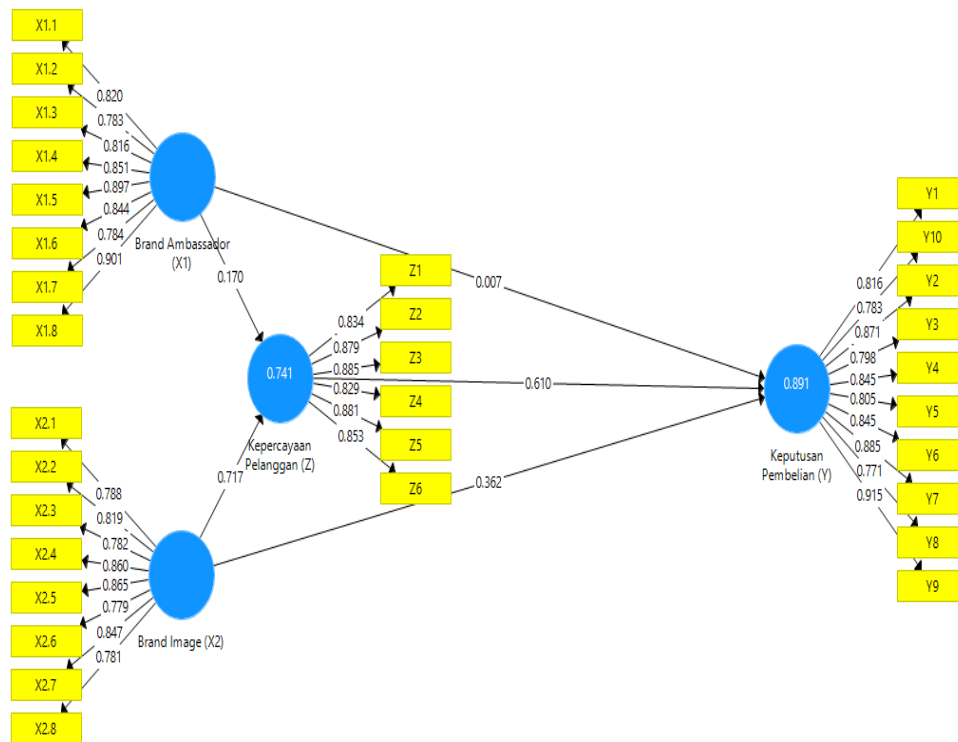 X1.1
X1.2
X1.3
X1.4
X1.5
X1.6
X1.7
X1.8
0.820
0.783
0.816
0.851
0.897
0.844
0.784
0.901
Brand Ambassador
(X1)
0.170
0.007
X2.1
X2.2
X2.3
X2.4
X2.5
X2.6
X2.7
X2.8
0.788
0.819
0.782
0.860
0.865
0.779
0.847
0.781
Brand Image (X2)
0.717
0.362
0.741
Kepercayaan
Pelanggan (Z)
0.834
0.879
0.885
0.829
0.881
0.853
Z1
Z2
Z3
Z4
Z5
Z6
0.610
0.891
Keputusan
Pembelian (Y)
0.816
0.783
0.871
0.798
0.845
0.805
0.845
0.885
0.771
0.915
Y1
Y10
Y2
Y3
Y4
Y5
Y6
Y7
Y8
Y9